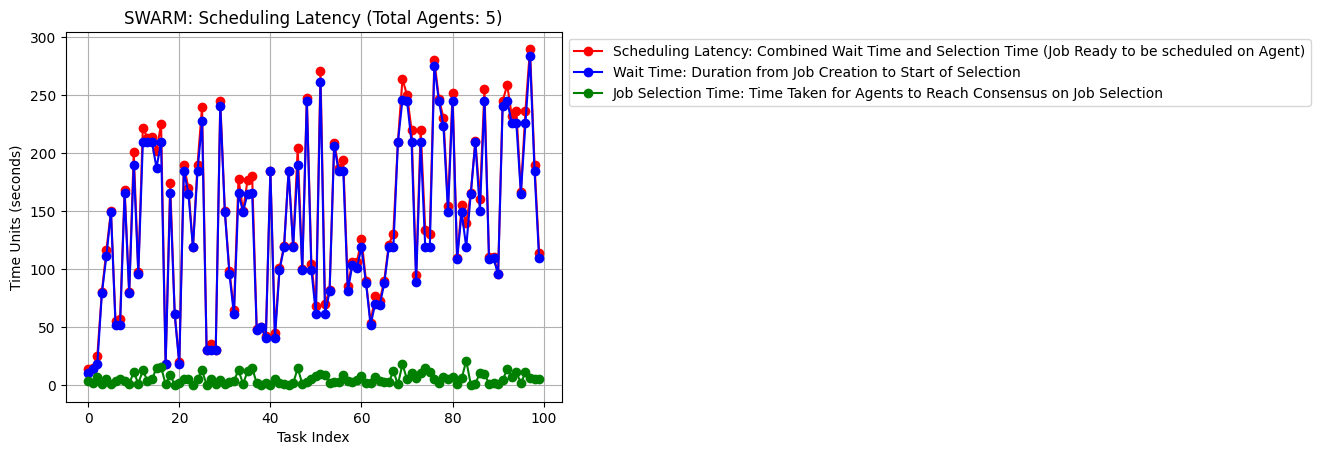 SWARM: Scheduling Latency (Total Agents: 5)
Scheduling Latency: Combined Wait Time and Selection Time (Job Ready to be scheduled on Agent)
Wait Time: Duration from Job Creation to Start of Selection
Job Selection Time: Time Taken for Agents to Reach Consensus on Job Selection
Time Units (seconds)
300
250
200
150
100
50
0
0 20 40 60 80 100
Task Index